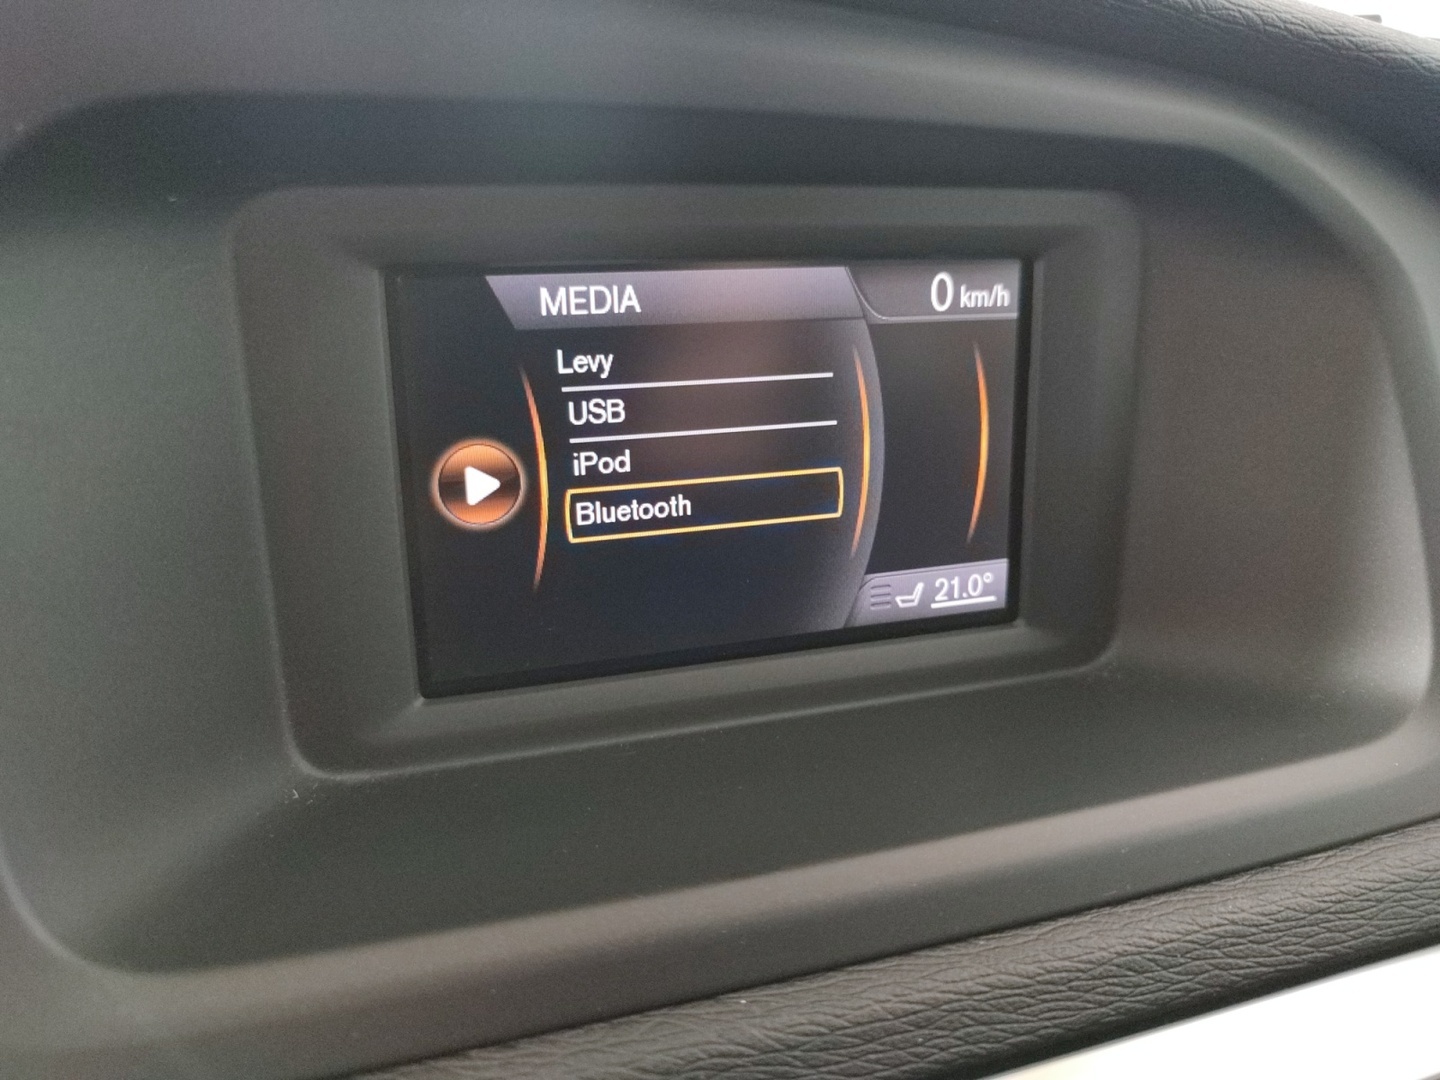 MEDIA
0 km/h
Levy
USB
iPod
Bluetooth
21.0°